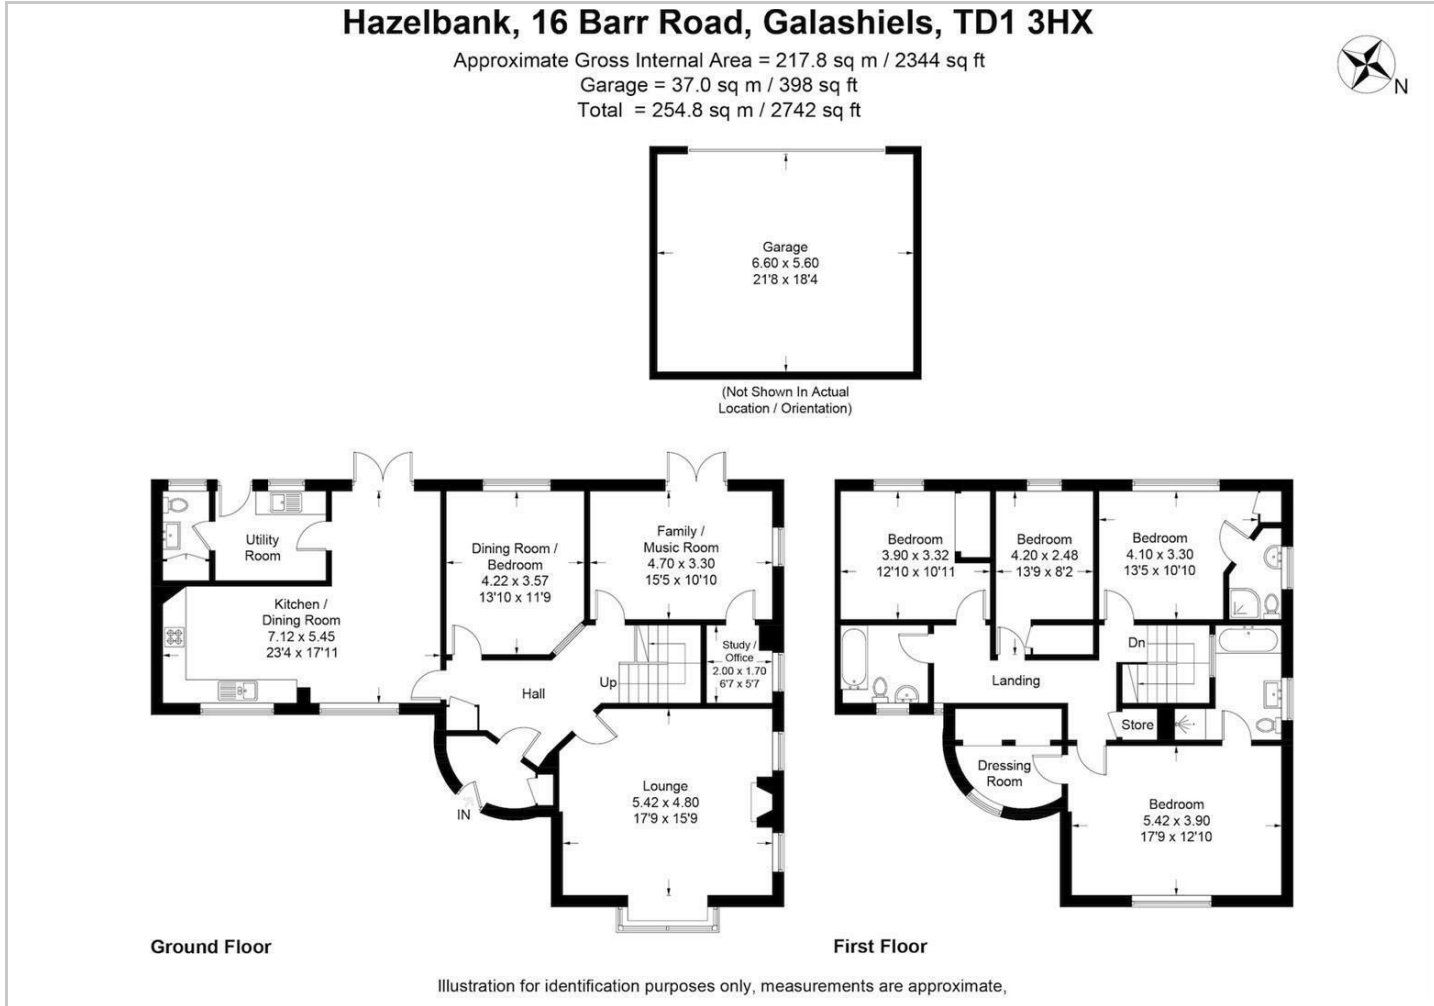 Hazelbank, 16 Barr Road, Galashiels, TD1 3HX
Approximate Gross Internal Area = 217.8 sq m / 2344 sq ft
Garage = 37.0 sq m / 398 sq ft
Total = 254.8 sq m / 2742 sq ft
N
Garage
6.60 x 5.60
21'8 x 18'4
(Not Shown In Actual
Location / Orientation)
Utility
Room
Kitchen /
Dining Room
7.12 x 5.45
23'4 x 17'11
Dining Room /
Bedroom
4.22 x 3.57
13'10 x 11'9
Family /
Music Room
4.70 x 3.30
15'5 x 10'10
Study /
Office
2.00 x 1.70
6'7 x 5'7
Up
Hall
IN
Lounge
5.42 x 4.80
17'9 x 15'9
Ground Floor
Bedroom
3.90 x 3.32
12'10 x 10'11
Bedroom
4.20 x 2.48
13'9 x 8'2
Bedroom
4.10 x 3.30
13'5 x 10'10
Dn
Landing
Store
Dressing
Room
Bedroom
5.42 x 3.90
17'9 x 12'10
First Floor
Illustration for identification purposes only, measurements are approximate,